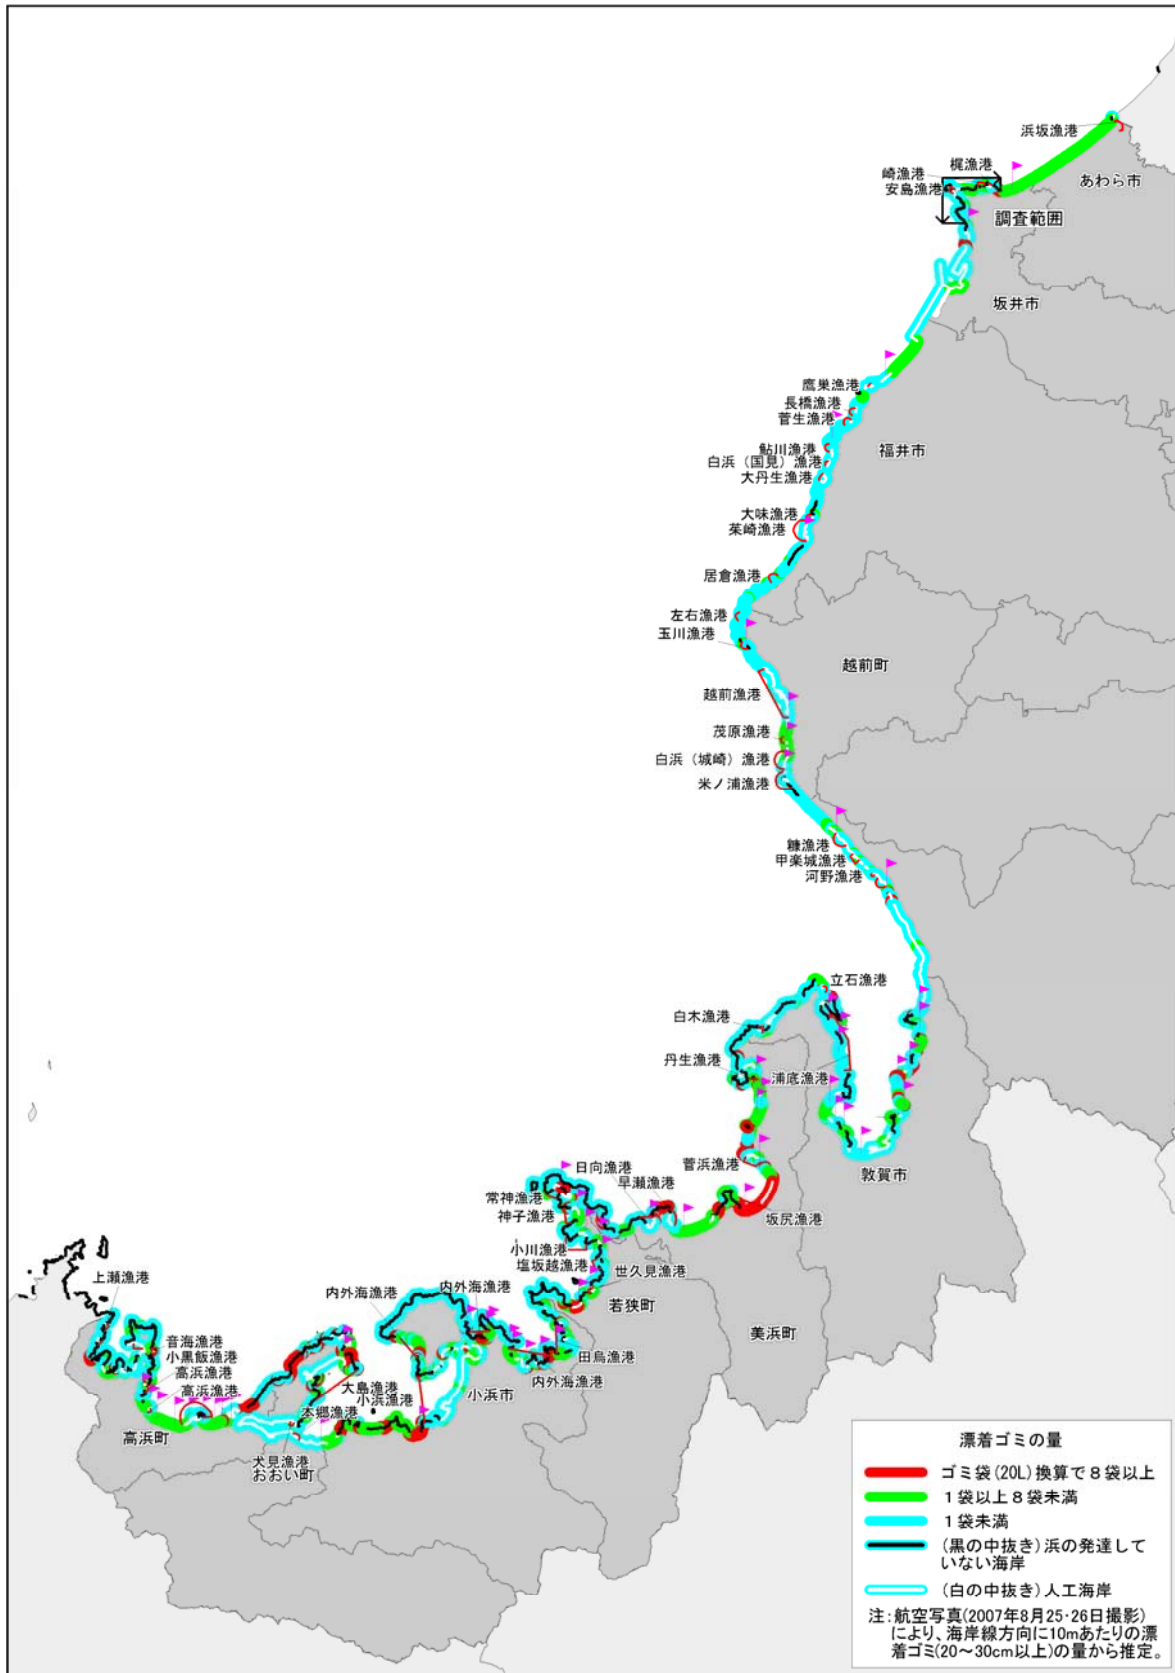 浜坂漁港
梶漁港
崎漁港
安島漁港
あわら市
調査範囲
坂井市
鷹巣漁港
長橋漁港
菅生漁港
鮎川漁港
福井市
白浜（国見）漁港
大丹生漁港
大味漁港
茱崎漁港
居倉漁港
左右漁港
玉川漁港
越前町
越前漁港
茂原漁港
白浜（城崎）漁港
米ノ浦漁港
糠漁港
甲楽城漁港
河野漁港
立石漁港
白木漁港
丹生漁港
浦底漁港
菅浜漁港
敦賀市
日向漁港
早瀬漁港
常神漁港
神子漁港
坂尻漁港
小川漁港
塩坂越漁港
世久見漁港
上瀬漁港
内外海漁港
内外海漁港
若狭町
美浜町
音海漁港
小黒飯漁港
高浜漁港
高浜漁港
田烏漁港
内外海漁港
大島漁港
小浜漁港
小浜市
本郷漁港
高浜町
犬見漁港
おおい町
漂着ゴミの量
ゴミ袋(20L)換算で８袋以上
１袋以上８袋未満
１袋未満
(黒の中抜き)浜の発達して
いない海岸
(白の中抜き)人工海岸
注:航空写真(2007年8月25・26日撮影)
により、海岸線方向に10mあたりの漂
着ゴミ(20～30cm以上)の量から推定。